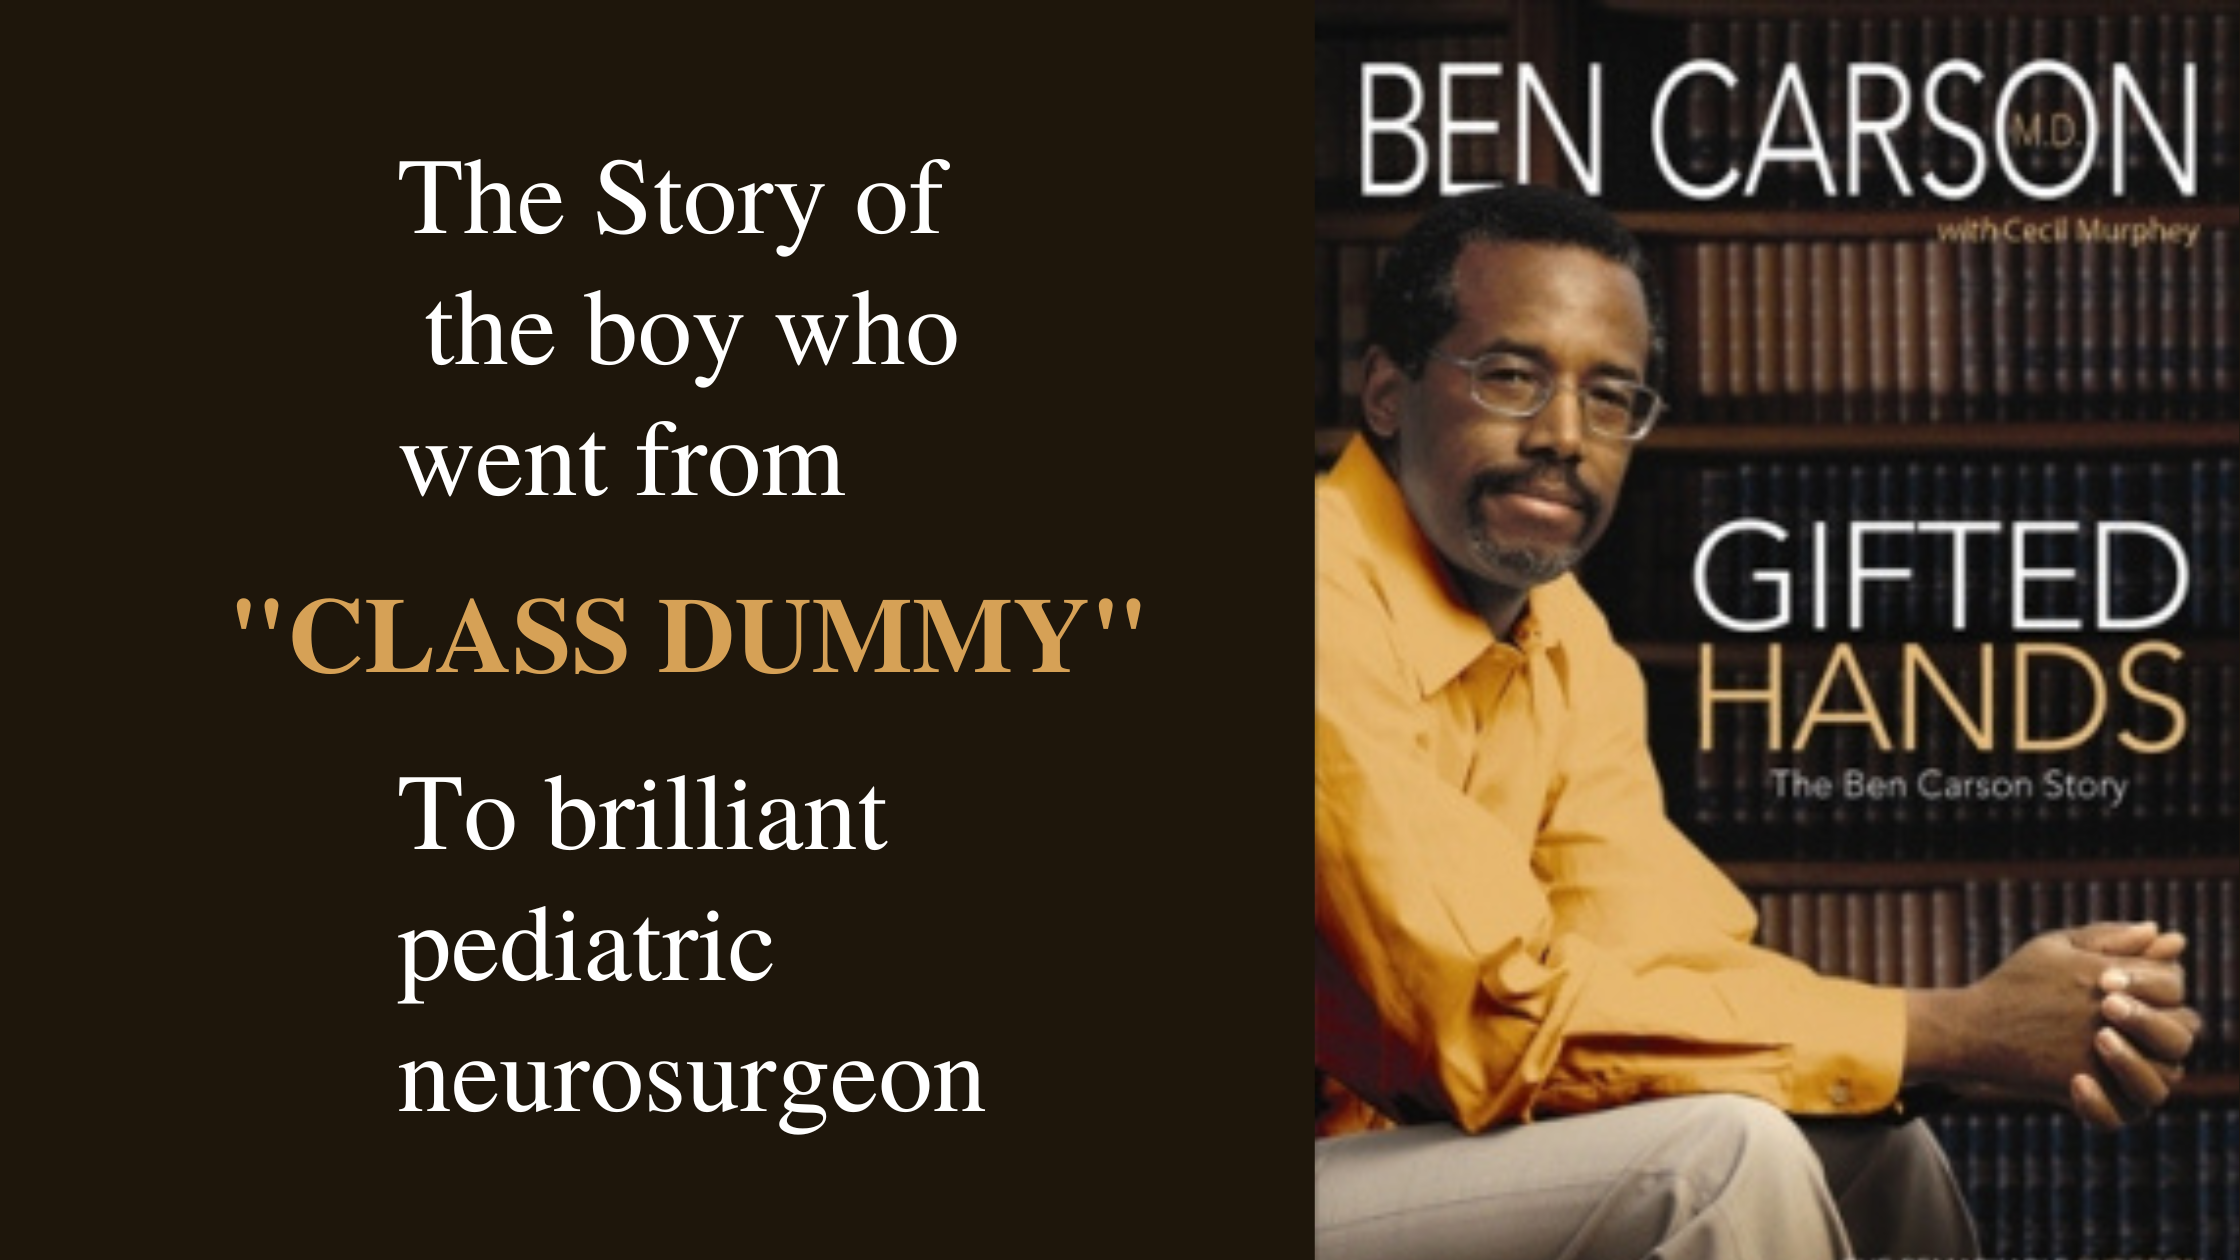 The Story of
the boy who
went from
"CLASS DUMMY"
To brilliant
pediatric
neurosurgeon
BEN CARSON
M.D.
with Cecil Murphey
GIFTED
HANDS
The Ben Carson Story